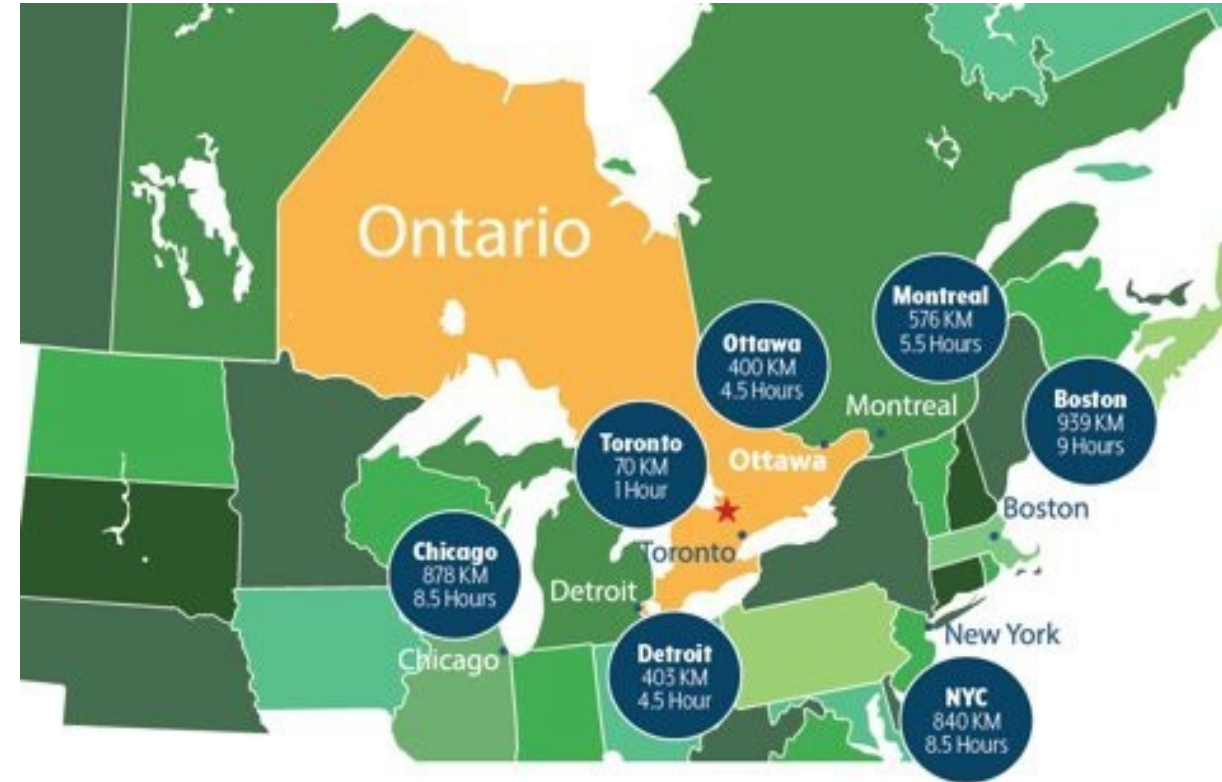 Ontario
Montreal
576 KM
5.5 Hours
Ottawa
400 KM
4.5 Hours
Montreal
Boston
939 KM
9 Hours
Toronto
70 KM
1 Hour
Ottawa
Boston
Toronto
Chicago
878 KM
8.5 Hours
Detroit
New York
Chicago
Detroit
403 KM
4.5 Hour
NYC
840 KM
8.5 Hours